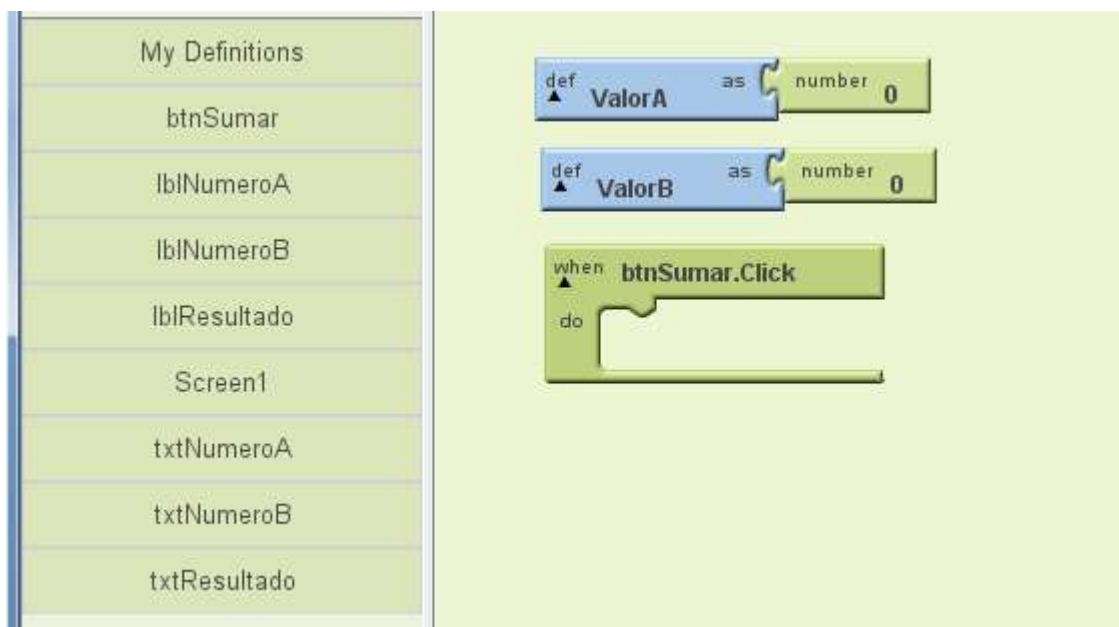 My Definitions
btnSumar
lblNumeroA
lblNumeroB
lblResultado
Screen1
txtNumeroA
txtNumeroB
txtResultado
def ValorA as number 0
def ValorB as number 0
when btnSumar.Click
do